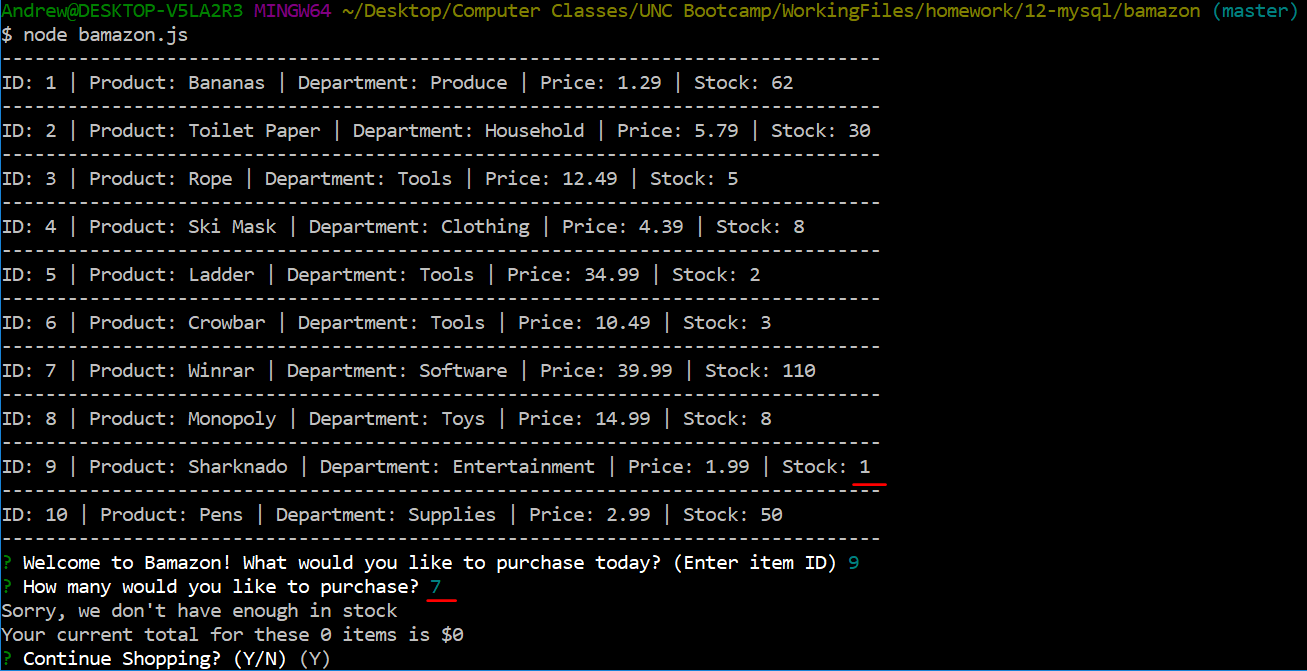 Andrew@DESKTOP-V5LA2R3 MINGW64 ~/Desktop/Computer Classes/UNC Bootcamp/WorkingFiles/homework/12-mysql/bamazon (master)
$ node bamazon.js
--------------------------------------------------------------------------------
ID: 1 | Product: Bananas | Department: Produce | Price: 1.29 | Stock: 62
--------------------------------------------------------------------------------
ID: 2 | Product: Toilet Paper | Department: Household | Price: 5.79 | Stock: 30
--------------------------------------------------------------------------------
ID: 3 | Product: Rope | Department: Tools | Price: 12.49 | Stock: 5
--------------------------------------------------------------------------------
ID: 4 | Product: Ski Mask | Department: Clothing | Price: 4.39 | Stock: 8
--------------------------------------------------------------------------------
ID: 5 | Product: Ladder | Department: Tools | Price: 34.99 | Stock: 2
--------------------------------------------------------------------------------
ID: 6 | Product: Crowbar | Department: Tools | Price: 10.49 | Stock: 3
--------------------------------------------------------------------------------
ID: 7 | Product: Winrar | Department: Software | Price: 39.99 | Stock: 110
--------------------------------------------------------------------------------
ID: 8 | Product: Monopoly | Department: Toys | Price: 14.99 | Stock: 8
--------------------------------------------------------------------------------
ID: 9 | Product: Sharknado | Department: Entertainment | Price: 1.99 | Stock: 1
--------------------------------------------------------------------------------
ID: 10 | Product: Pens | Department: Supplies | Price: 2.99 | Stock: 50
--------------------------------------------------------------------------------
? Welcome to Bamazon! What would you like to purchase today? (Enter item ID) 9
? How many would you like to purchase? 7
Sorry, we don't have enough in stock
Your current total for these 0 items is $0
? Continue Shopping? (Y/N) (Y)